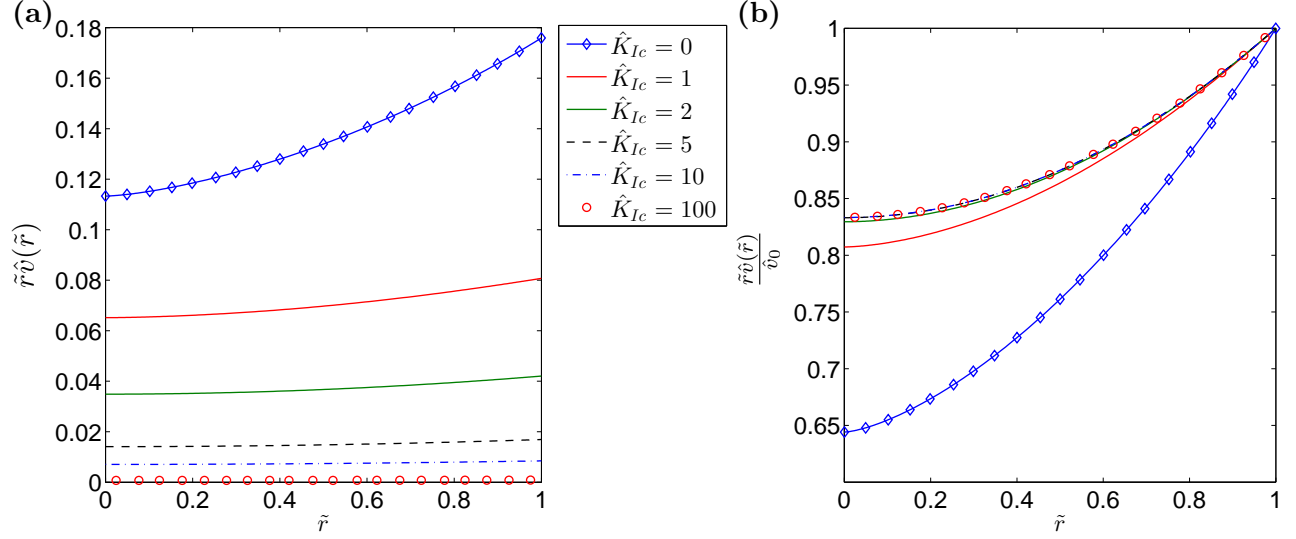 (a)
0.18
0.16
0.14
0.12
0.1
0.08
0.06
0.04
0.02
0
0 0.2 0.4 0.6 0.8 1
r̃
r̃v̂(r̃)
K̂_{Ic} = 0
K̂_{Ic} = 1
K̂_{Ic} = 2
K̂_{Ic} = 5
K̂_{Ic} = 10
K̂_{Ic} = 100
(b)
1
0.95
0.9
0.85
0.8
0.75
0.7
0.65
0 0.2 0.4 0.6 0.8 1
r̃
r̃v̂(r̃)
v̂_0